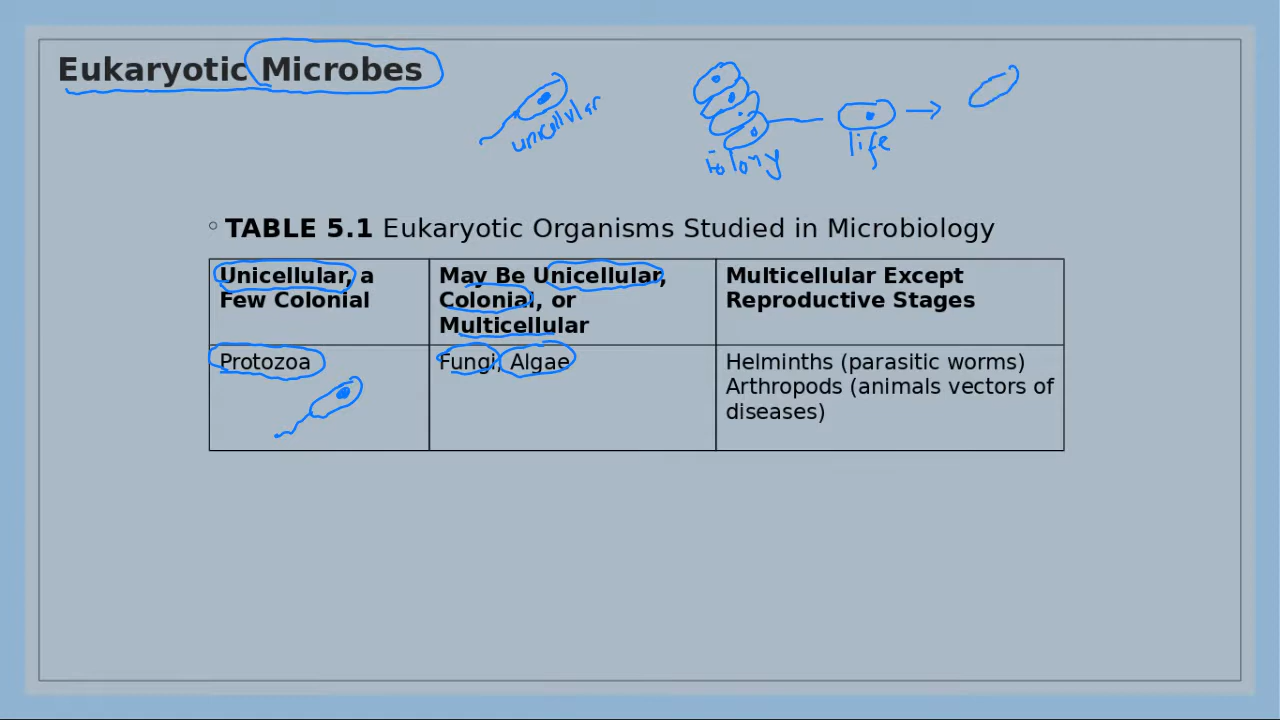 Eukaryotic Microbes
unicellular
life
◦ TABLE 5.1 Eukaryotic Organisms Studied in Microbiology
Unicellular, a
Few Colonial
May Be Unicellular,
Colonial, or
Multicellular
Multicellular Except
Reproductive Stages
Protozoa
Fungi, Algae
Helminths (parasitic worms)
Arthropods (animals vectors of
diseases)